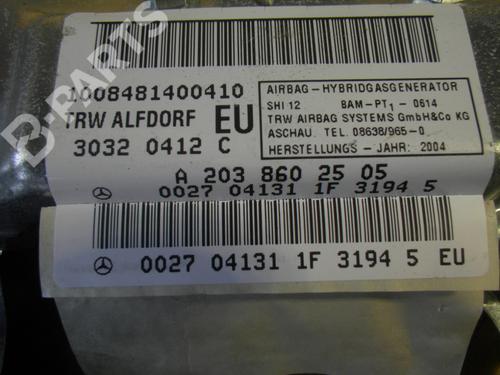 B-PARTS
1008481400410
TRW ALFDORF EU
3032 0412 C
AIRBAG - HYBRIDGASGENERATOR
SHI 12 BAM-PT1 - 0614
TRW AIRBAG SYSTEMS GmbH&Co KG
ASCHAU. TEL. 08638/965-0.
HERSTELLUNGS - JAHR: 2004
A 203 860 25 05
0027 04131 1F 3194 5
0027 04131 1F 3194 5 EU